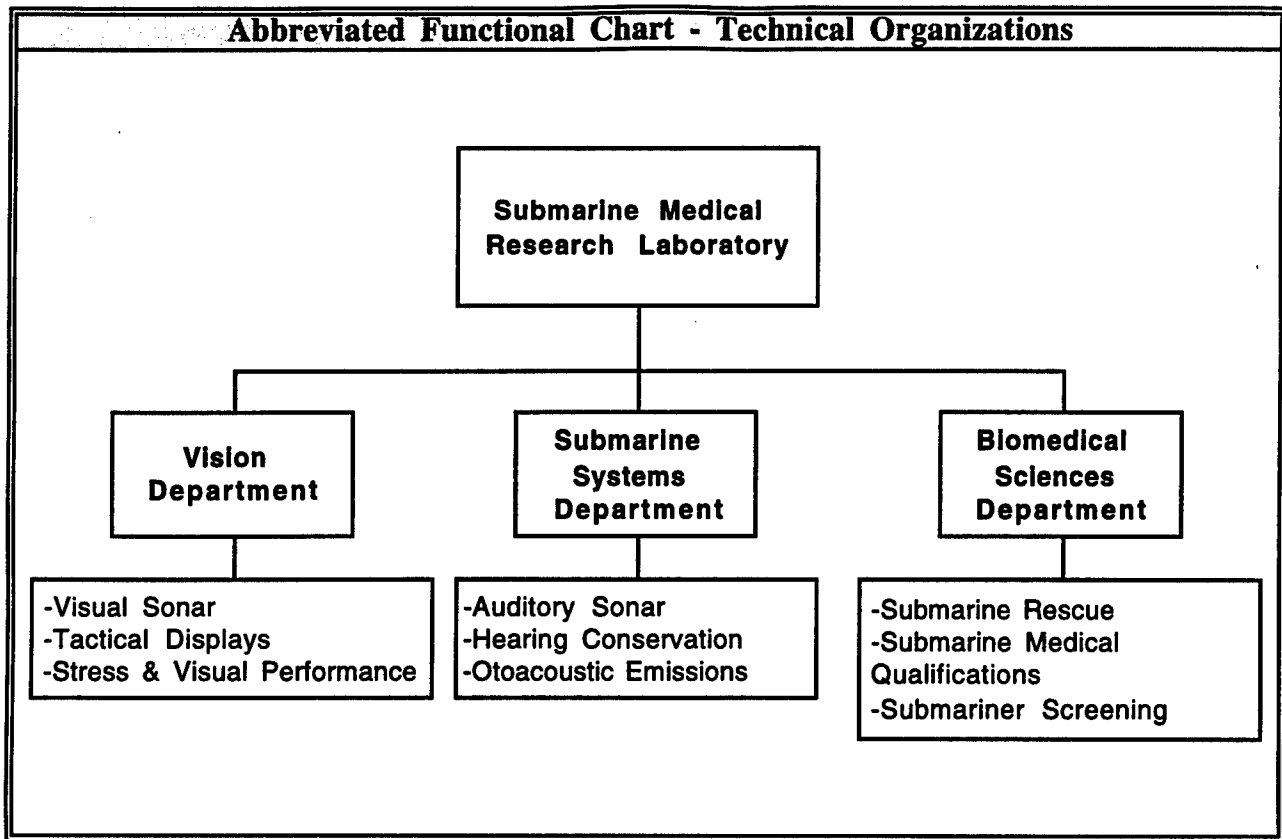 Abbreviated Functional Chart - Technical Organizations
Submarine Medical
Research Laboratory
Vision
Department
Submarine
Systems
Department
Biomedical
Sciences
Department
-Visual Sonar
-Tactical Displays
-Stress & Visual Performance
-Auditory Sonar
-Hearing Conservation
-Otoacoustic Emissions
-Submarine Rescue
-Submarine Medical
Qualifications
-Submariner Screening